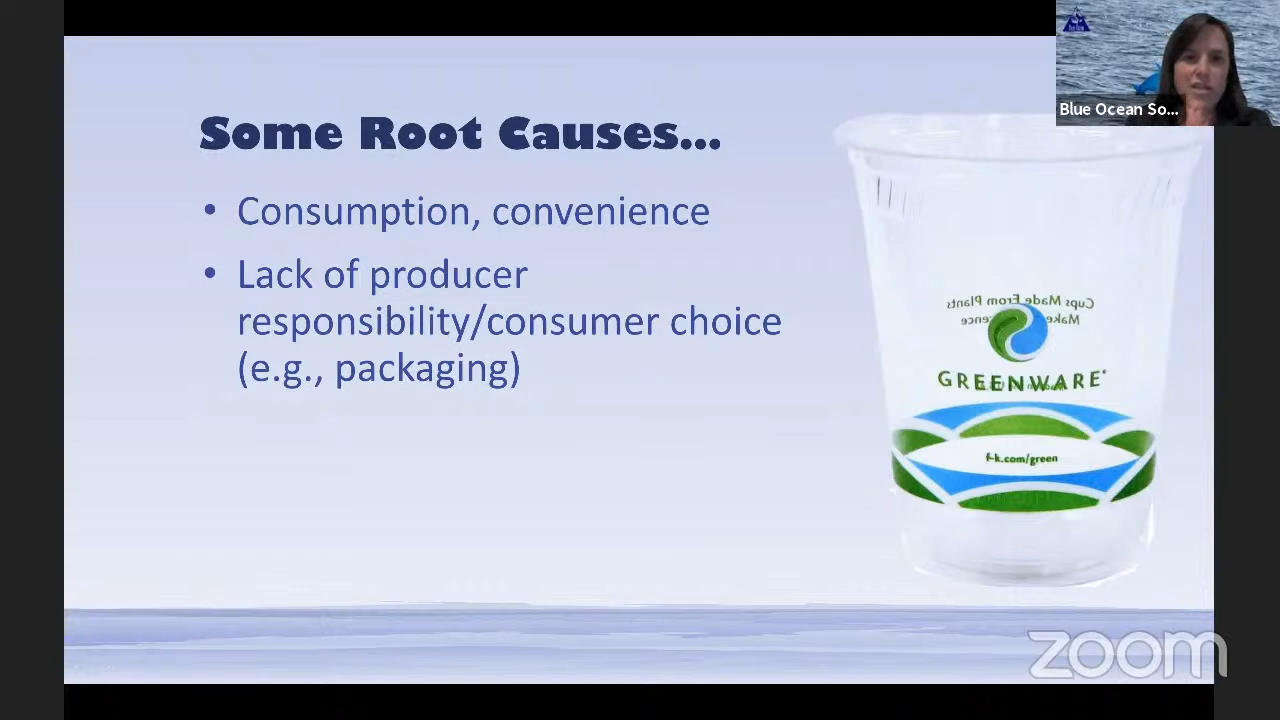 Blue Ocean So...
Some Root Causes...
• Consumption, convenience
• Lack of producer
responsibility/consumer choice
(e.g., packaging)
Cups Made From Plants
GREENWARE
f-k.com/green
zoom